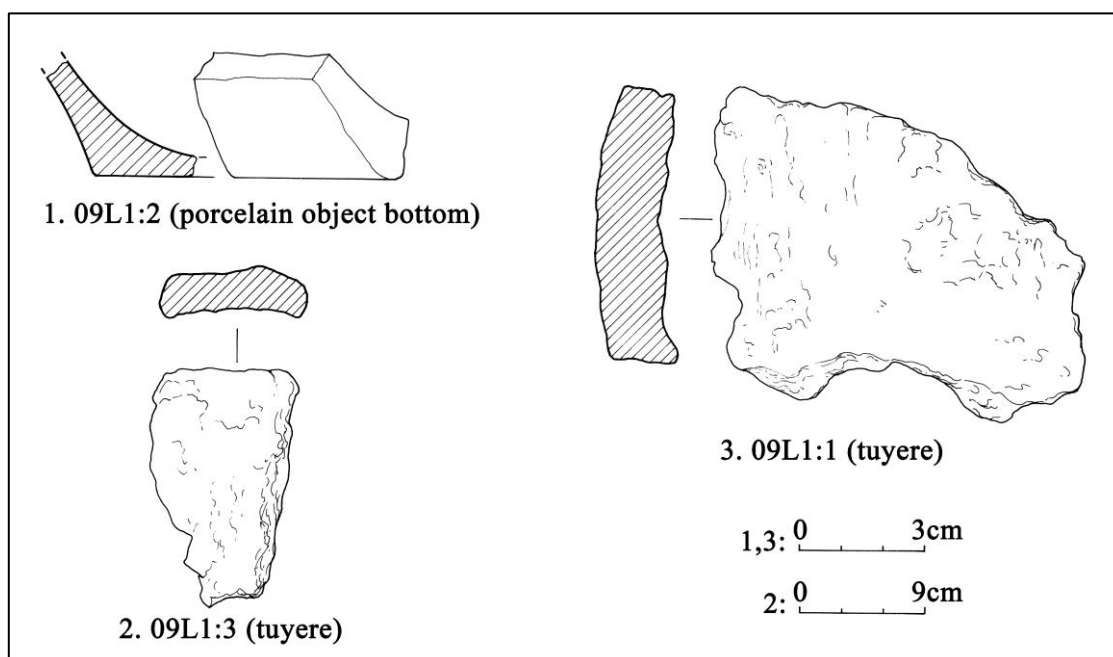 1. 09L1:2 (porcelain object bottom)
2. 09L1:3 (tuyere)
3. 09L1:1 (tuyere)
1,3: 0 3cm
2: 0 9cm